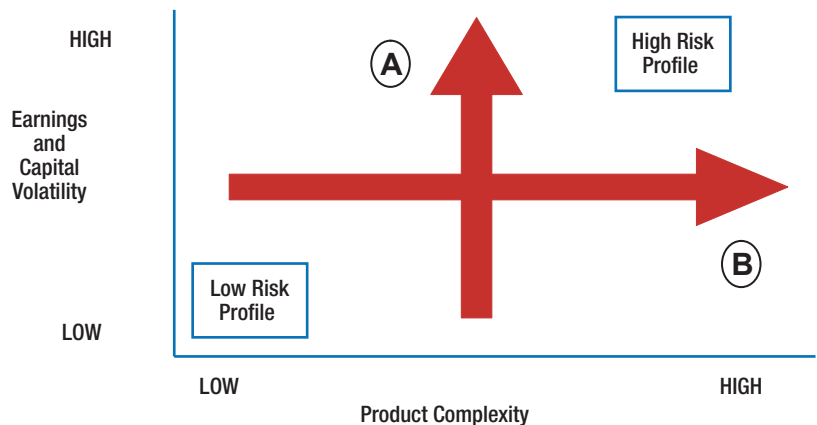 HIGH
A
High Risk
Profile
Earnings
and
Capital
Volatility
B
Low Risk
Profile
LOW
LOW
HIGH
Product Complexity